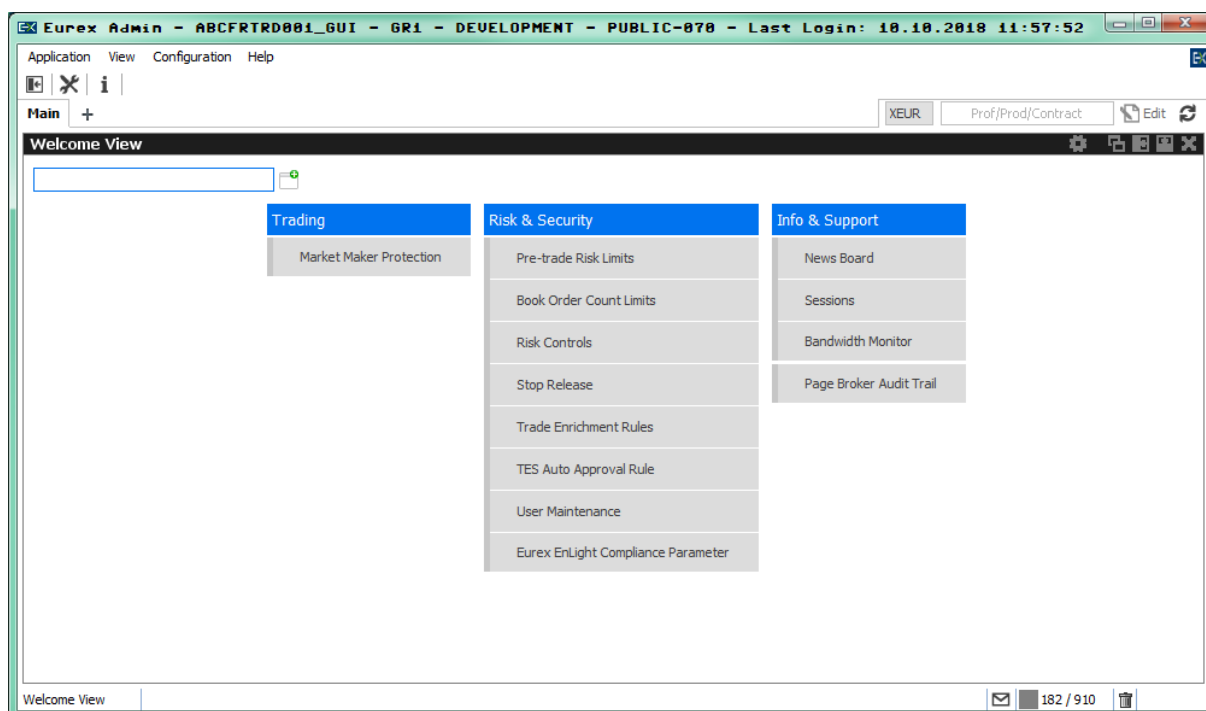 Eurex Admin - ABCFRTRD001_GUI - GR1 - DEVELOPMENT - PUBLIC-070 - Last Login: 10.10.2018 11:57:52
Application View Configuration Help
Main + XEUR Prof/Prod/Contract Edit
Welcome View
Trading Risk & Security Info & Support
Market Maker Protection Pre-trade Risk Limits News Board
Book Order Count Limits Sessions
Risk Controls Bandwidth Monitor
Stop Release Page Broker Audit Trail
Trade Enrichment Rules
TES Auto Approval Rule
User Maintenance
Eurex EnLight Compliance Parameter
Welcome View 182 / 910